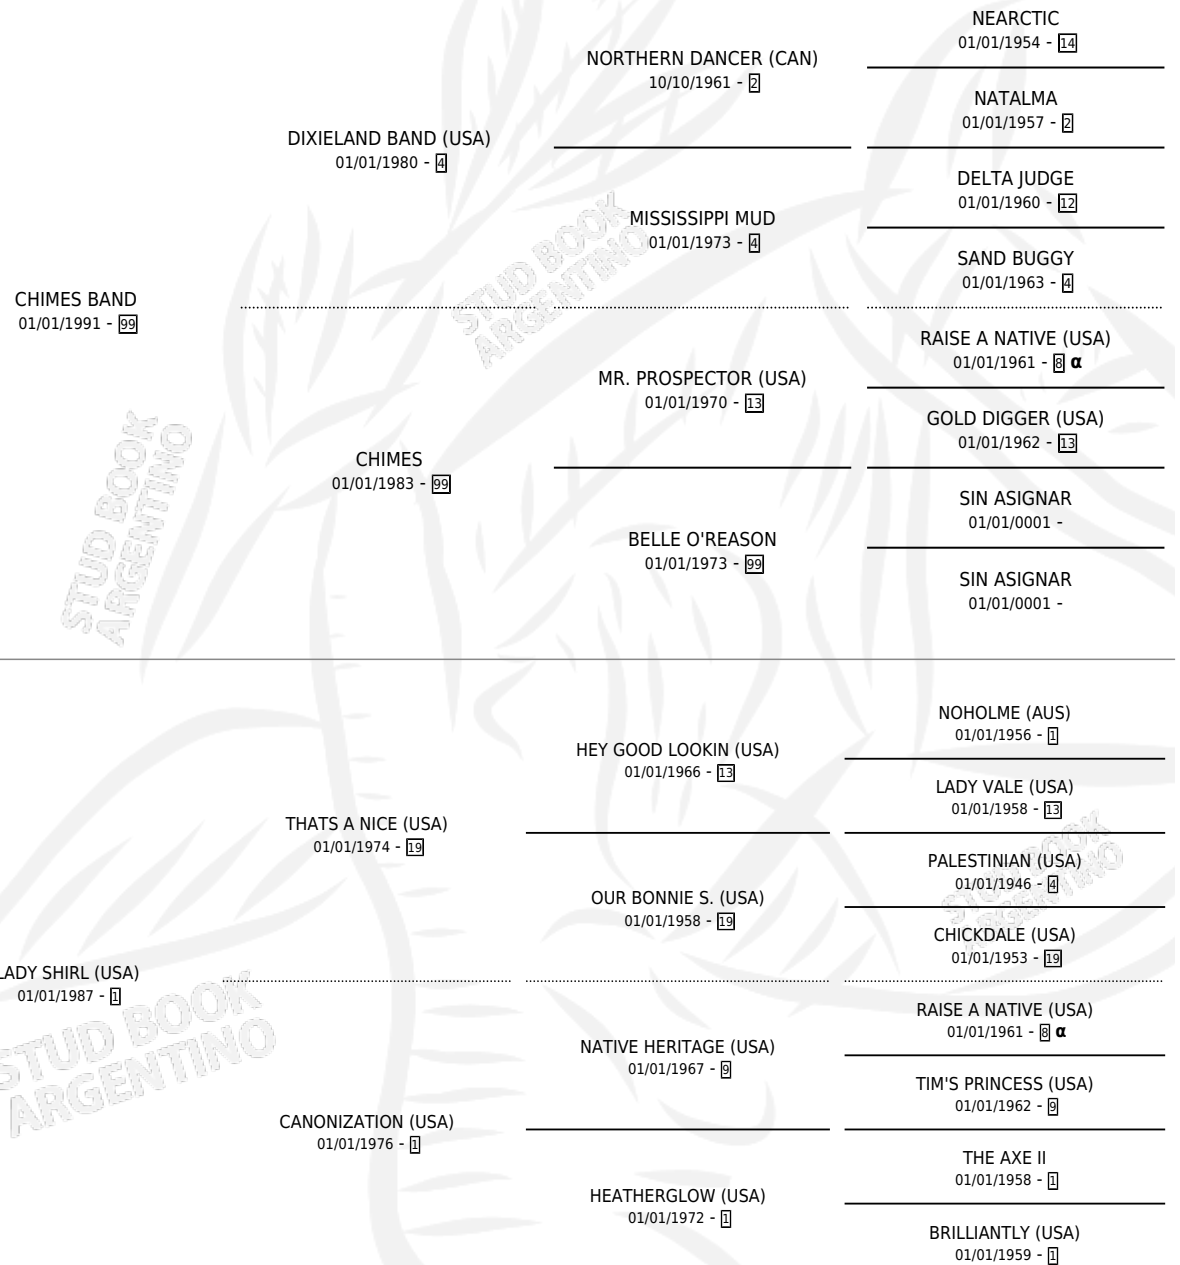 NEARCTIC
01/01/1954 - 14
NORTHERN DANCER (CAN)
10/10/1961 - 2
NATALMA
01/01/1957 - 2
DIXIELAND BAND (USA)
01/01/1980 - 4
DELTA JUDGE
01/01/1960 - 12
MISSISSIPPI MUD
01/01/1973 - 4
SAND BUGGY
01/01/1963 - 4
CHIMES BAND
01/01/1991 - 99
RAISE A NATIVE (USA)
01/01/1961 - 8 α
MR. PROSPECTOR (USA)
01/01/1970 - 13
GOLD DIGGER (USA)
01/01/1962 - 13
CHIMES
01/01/1983 - 99
SIN ASIGNAR
01/01/0001 -
BELLE O'REASON
01/01/1973 - 99
SIN ASIGNAR
01/01/0001 -
NOHOLME (AUS)
01/01/1956 - 1
HEY GOOD LOOKIN (USA)
01/01/1966 - 13
LADY VALE (USA)
01/01/1958 - 13
THATS A NICE (USA)
01/01/1974 - 19
PALESTINIAN (USA)
01/01/1946 - 4
OUR BONNIE S. (USA)
01/01/1958 - 19
CHICKDALE (USA)
01/01/1953 - 19
LADY SHIRL (USA)
01/01/1987 - 1
RAISE A NATIVE (USA)
01/01/1961 - 8 α
NATIVE HERITAGE (USA)
01/01/1967 - 9
TIM'S PRINCESS (USA)
01/01/1962 - 9
CANONIZATION (USA)
01/01/1976 - 1
THE AXE II
01/01/1958 - 1
HEATHERGLOW (USA)
01/01/1972 - 1
BRILLIANTLY (USA)
01/01/1959 - 1
STUD BOOK
ARGENTINO
STUD BOOK
ARGENTINO
STUD BOOK
ARGENTINO
STUD BOOK
ARGENTINO